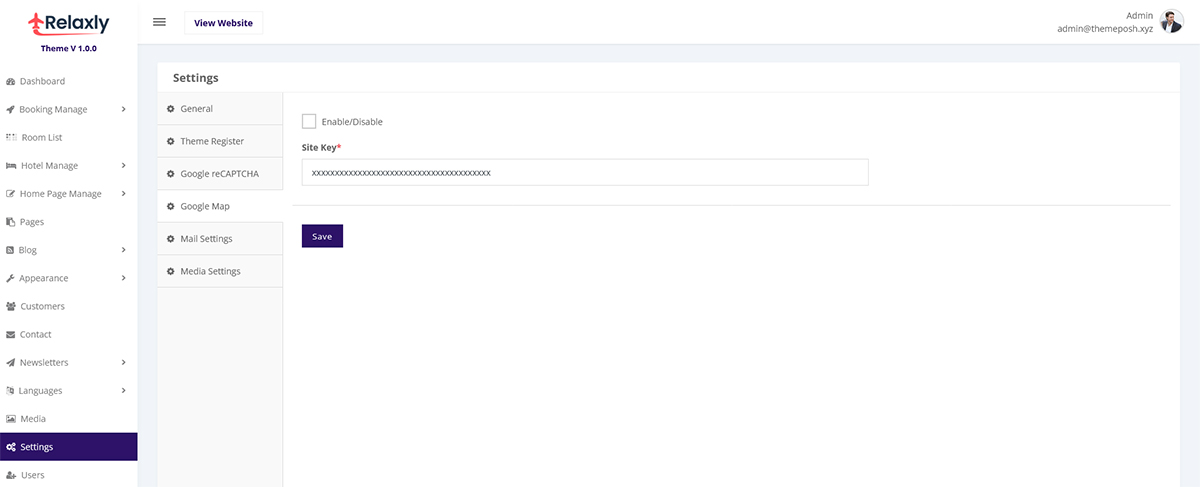 Relaxly
Theme V 1.0.0
View Website
Admin
admin@themeposh.xyz
Dashboard
Booking Manage
Room List
Hotel Manage
Home Page Manage
Pages
Blog
Appearance
Customers
Contact
Newsletters
Languages
Media
Settings
Users
Settings
General
Theme Register
Google reCAPTCHA
Google Map
Mail Settings
Media Settings
Enable/Disable
Site Key*
xxxxxxxxxxxxxxxxxxxxxxxxxxxxxxxxxxxxxxx
Save